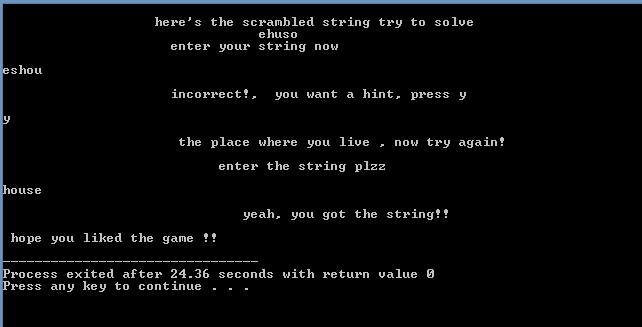 here's the scrambled string try to solve
ehuso
enter your string now
eshou
incorrect!,  you want a hint, press y
y
the place where you live , now try again!
enter the string plzz
house
yeah, you got the string!!
hope you liked the game !!
--------------------------------
Process exited after 24.36 seconds with return value 0
Press any key to continue . . .